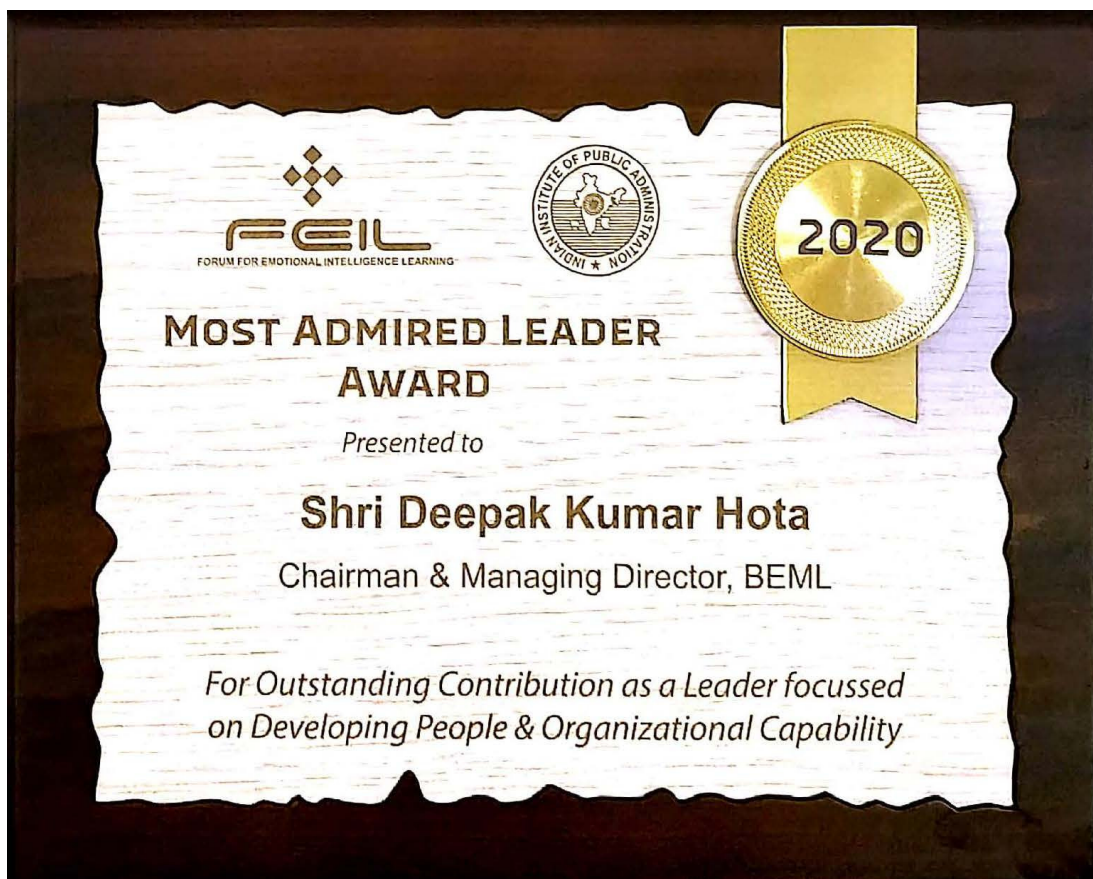 FEIL
FORUM FOR EMOTIONAL INTELLIGENCE LEARNING
INDIAN INSTITUTE OF PUBLIC ADMINISTRATION
2020
MOST ADMIRED LEADER
AWARD
Presented to
Shri Deepak Kumar Hota
Chairman & Managing Director, BEML
For Outstanding Contribution as a Leader focussed
on Developing People & Organizational Capability